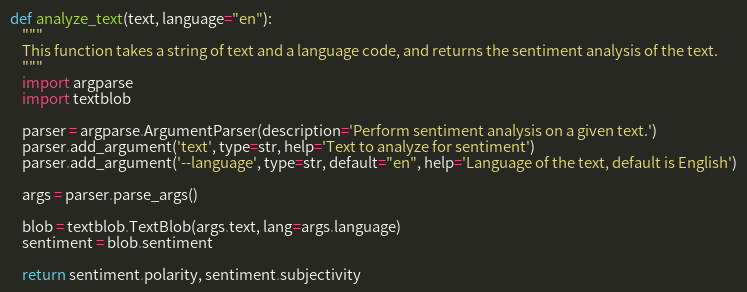 def analyze_text(text, language="en"):
"""
This function takes a string of text and a language code, and returns the sentiment analysis of the text.
"""
import argparse
import textblob
parser = argparse.ArgumentParser(description='Perform sentiment analysis on a given text.')
parser.add_argument('text', type=str, help='Text to analyze for sentiment')
parser.add_argument('--language', type=str, default="en", help='Language of the text, default is English')
args = parser.parse_args()
blob = textblob.TextBlob(args.text, lang=args.language)
sentiment = blob.sentiment
return sentiment.polarity, sentiment.subjectivity